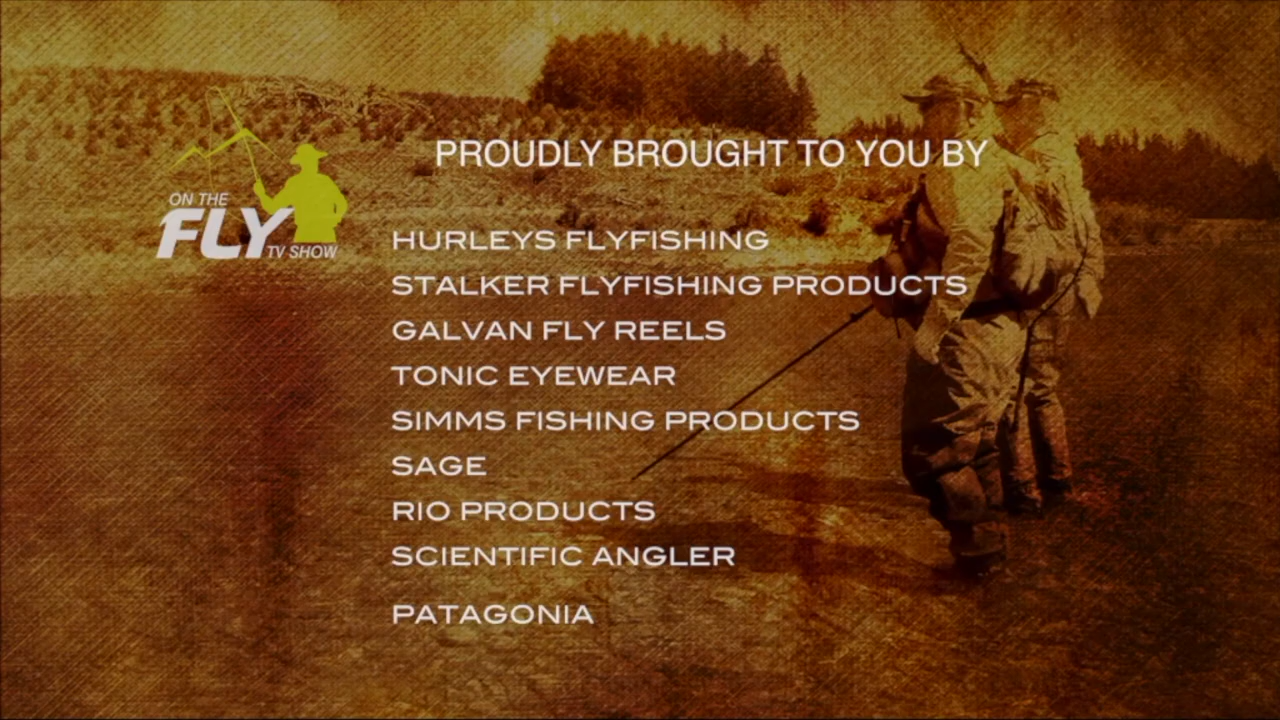 ON THE
FLY
TV SHOW
PROUDLY BROUGHT TO YOU BY
HURLEYS FLYFISHING
STALKER FLYFISHING PRODUCTS
GALVAN FLY REELS
TONIC EYEWEAR
SIMMS FISHING PRODUCTS
SAGE
RIO PRODUCTS
SCIENTIFIC ANGLER
PATAGONIA